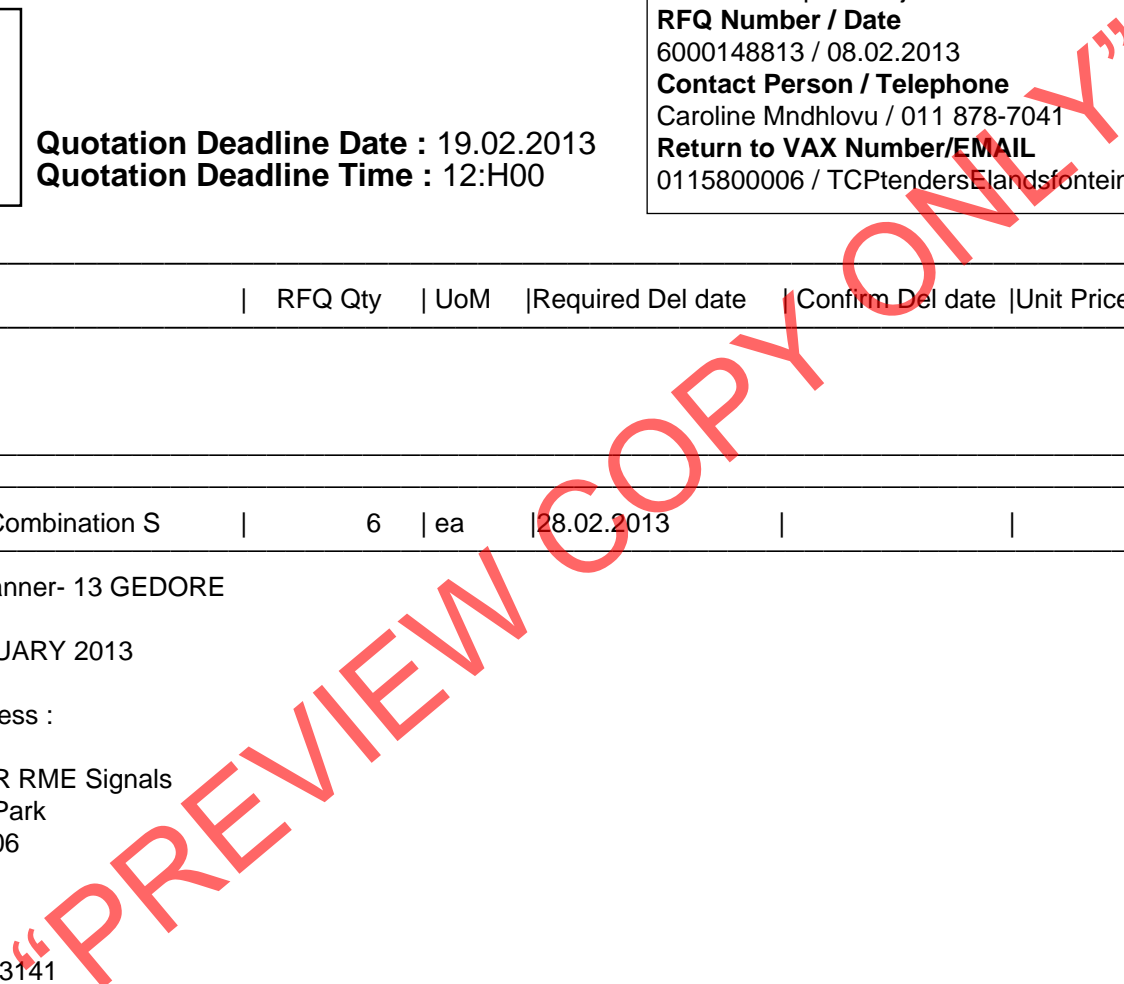 RFQ Number / Date
6000148813 / 08.02.2013
Contact Person / Telephone
Caroline Mndhlovu / 011 878-7041
Quotation Deadline Date : 19.02.2013
Return to VAX Number/EMAIL
Quotation Deadline Time : 12:H00
0115800006 / TCPtendersElandsfontein
| RFQ Qty | UoM |Required Del date | Confirm Del date |Unit Price
Combination S | 6 | ea |28.02.2013 | |
anner- 13 GEDORE
UARY 2013
ess :
R RME Signals
Park
06
3141
“PREVIEW COPY ONLY”